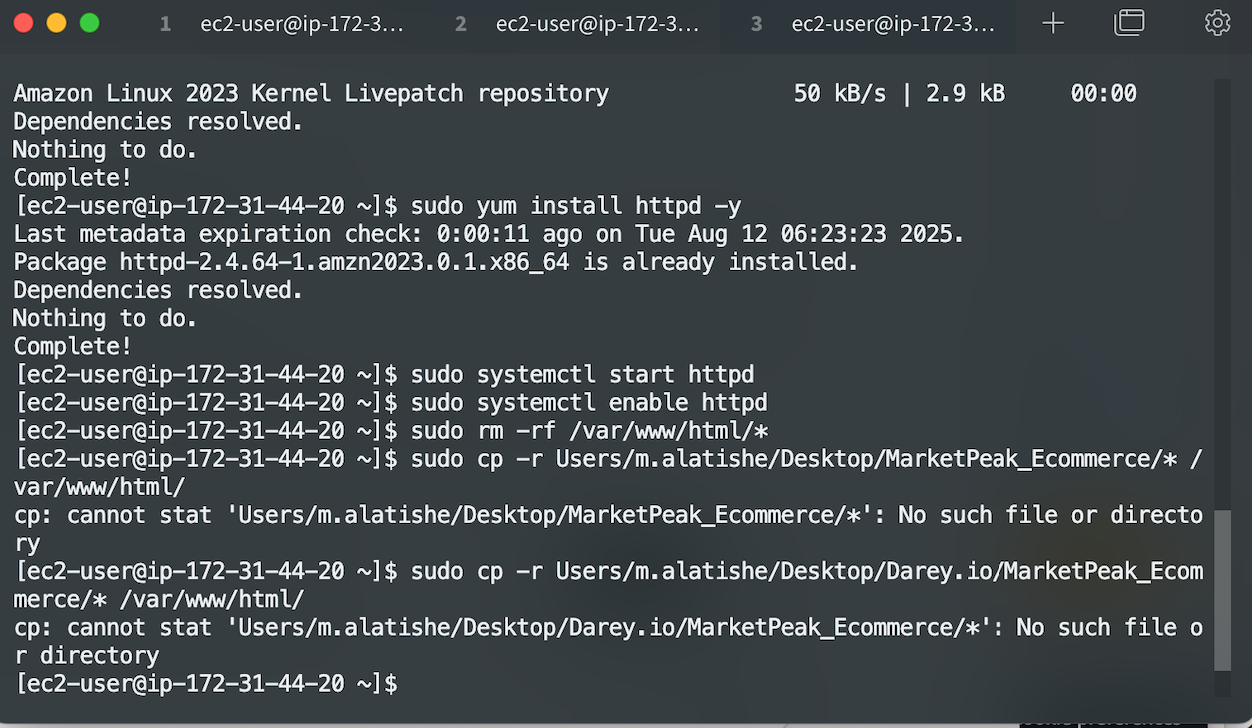 1 ec2-user@ip-172-3... 2 ec2-user@ip-172-3... 3 ec2-user@ip-172-3...
Amazon Linux 2023 Kernel Livepatch repository 50 kB/s | 2.9 kB 00:00
Dependencies resolved.
Nothing to do.
Complete!
[ec2-user@ip-172-31-44-20 ~]$ sudo yum install httpd -y
Last metadata expiration check: 0:00:11 ago on Tue Aug 12 06:23:23 2025.
Package httpd-2.4.64-1.amzn2023.0.1.x86_64 is already installed.
Dependencies resolved.
Nothing to do.
Complete!
[ec2-user@ip-172-31-44-20 ~]$ sudo systemctl start httpd
[ec2-user@ip-172-31-44-20 ~]$ sudo systemctl enable httpd
[ec2-user@ip-172-31-44-20 ~]$ sudo rm -rf /var/www/html/*
[ec2-user@ip-172-31-44-20 ~]$ sudo cp -r Users/m.alatishe/Desktop/MarketPeak_Ecommerce/* /
var/www/html/
cp: cannot stat 'Users/m.alatishe/Desktop/MarketPeak_Ecommerce/*': No such file or directo
ry
[ec2-user@ip-172-31-44-20 ~]$ sudo cp -r Users/m.alatishe/Desktop/Darey.io/MarketPeak_Ecom
merce/* /var/www/html/
cp: cannot stat 'Users/m.alatishe/Desktop/Darey.io/MarketPeak_Ecommerce/*': No such file o
r directory
[ec2-user@ip-172-31-44-20 ~]$